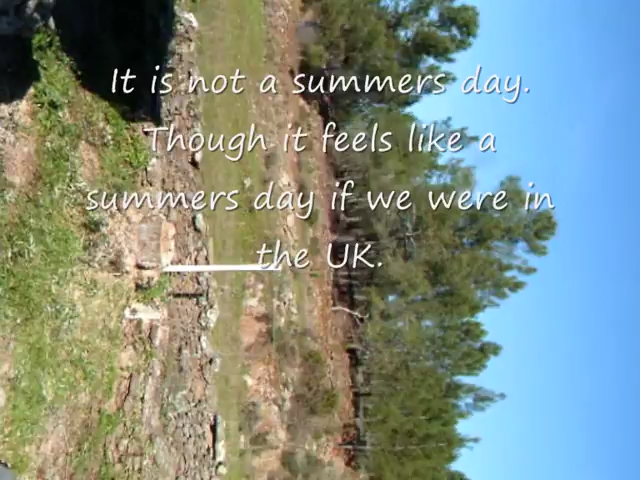 It is not a summers day.
Though it feels like a
summers day if we were in
the UK.